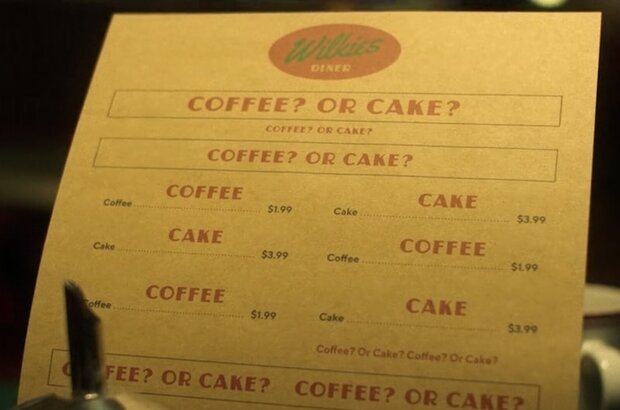 Wilkies
DINER
COFFEE? OR CAKE?
COFFEE? OR CAKE?
COFFEE? OR CAKE?
COFFEE
Coffee $1.99
CAKE
Cake $3.99
CAKE
Cake $3.99
COFFEE
Coffee $1.99
COFFEE
Coffee $1.99
CAKE
Cake $3.99
Coffee? Or Cake? Coffee? Or Cake?
FEE? OR CAKE? COFFEE? OR CAKE?